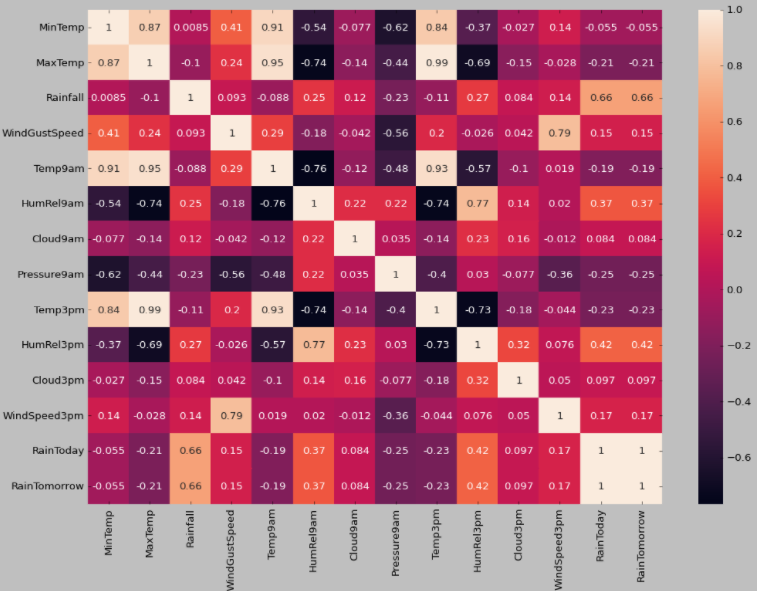 MinTemp 1 0.87 0.0085 0.41 0.91 -0.54 -0.077 -0.62 0.84 -0.37 -0.027 0.14 -0.055 -0.055
MaxTemp 0.87 1 -0.1 0.24 0.95 -0.74 -0.14 -0.44 0.99 -0.69 -0.15 -0.028 -0.21 -0.21
Rainfall 0.0085 -0.1 1 0.093 -0.088 0.25 0.12 -0.23 -0.11 0.27 0.084 0.14 0.66 0.66
WindGustSpeed 0.41 0.24 0.093 1 0.29 -0.18 -0.042 -0.56 0.2 -0.026 0.042 0.79 0.15 0.15
Temp9am 0.91 0.95 -0.088 0.29 1 -0.76 -0.12 -0.48 0.93 -0.57 -0.1 0.019 -0.19 -0.19
HumRel9am -0.54 -0.74 0.25 -0.18 -0.76 1 0.22 0.22 -0.74 0.77 0.14 0.02 0.37 0.37
Cloud9am -0.077 -0.14 0.12 -0.042 -0.12 0.22 1 0.035 -0.14 0.23 0.16 -0.012 0.084 0.084
Pressure9am -0.62 -0.44 -0.23 -0.56 -0.48 0.22 0.035 1 -0.4 0.03 -0.077 -0.36 -0.25 -0.25
Temp3pm 0.84 0.99 -0.11 0.2 0.93 -0.74 -0.14 -0.4 1 -0.73 -0.18 -0.044 -0.23 -0.23
HumRel3pm -0.37 -0.69 0.27 -0.026 -0.57 0.77 0.23 0.03 -0.73 1 0.32 0.076 0.42 0.42
Cloud3pm -0.027 -0.15 0.084 0.042 -0.1 0.14 0.16 -0.077 -0.18 0.32 1 0.05 0.097 0.097
WindSpeed3pm 0.14 -0.028 0.14 0.79 0.019 0.02 -0.012 -0.36 -0.044 0.076 0.05 1 0.17 0.17
RainToday -0.055 -0.21 0.66 0.15 -0.19 0.37 0.084 -0.25 -0.23 0.42 0.097 0.17 1 1
RainTomorrow -0.055 -0.21 0.66 0.15 -0.19 0.37 0.084 -0.25 -0.23 0.42 0.097 0.17 1 1
MinTemp MaxTemp Rainfall WindGustSpeed Temp9am HumRel9am Cloud9am Pressure9am Temp3pm HumRel3pm Cloud3pm WindSpeed3pm RainToday RainTomorrow
1.0
0.8
0.6
0.4
0.2
0.0
−0.2
−0.4
−0.6